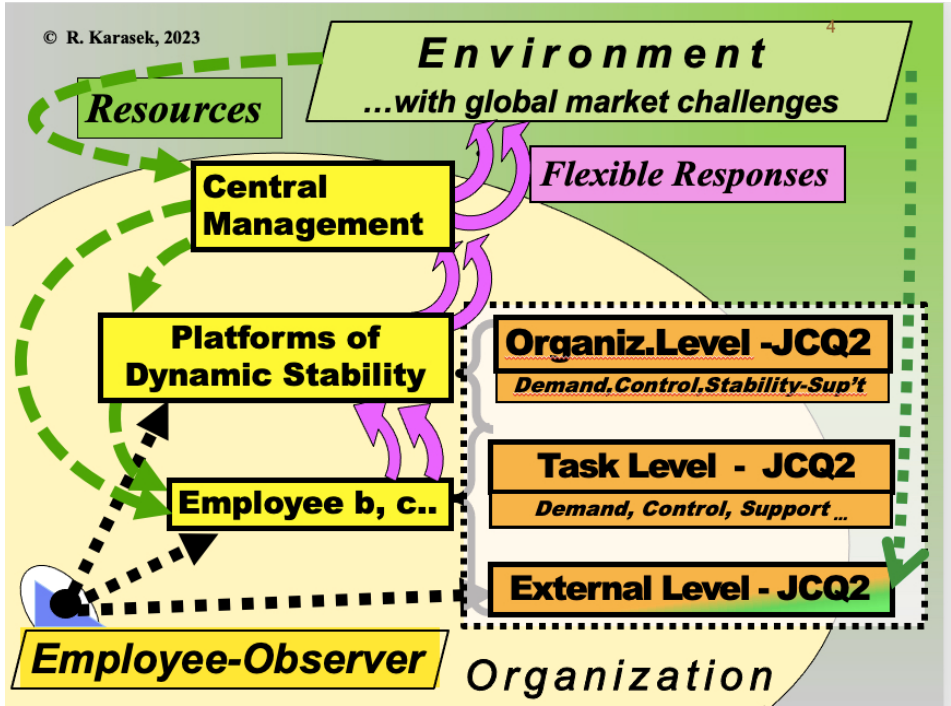 © R. Karasek, 2023
4
Environment
...with global market challenges
Resources
Flexible Responses
Central
Management
Platforms of
Dynamic Stability
Organiz.Level -JCQ2
Demand,Control,Stability-Sup't
Task Level - JCQ2
Demand, Control, Support ...
Employee b, c..
External Level - JCQ2
Employee-Observer
Organization